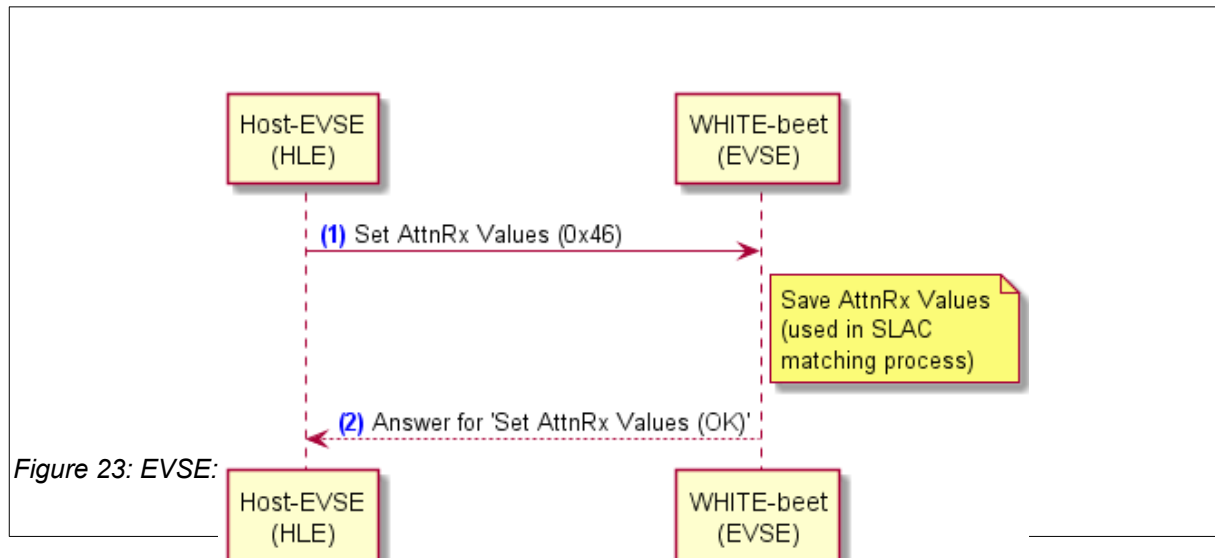 Host-EVSE
(HLE)
WHITE-beet
(EVSE)
(1) Set AttnRx Values (0x46)
Save AttnRx Values
(used in SLAC
matching process)
(2) Answer for 'Set AttnRx Values (OK)'
Figure 23: EVSE:
Host-EVSE
(HLE)
WHITE-beet
(EVSE)